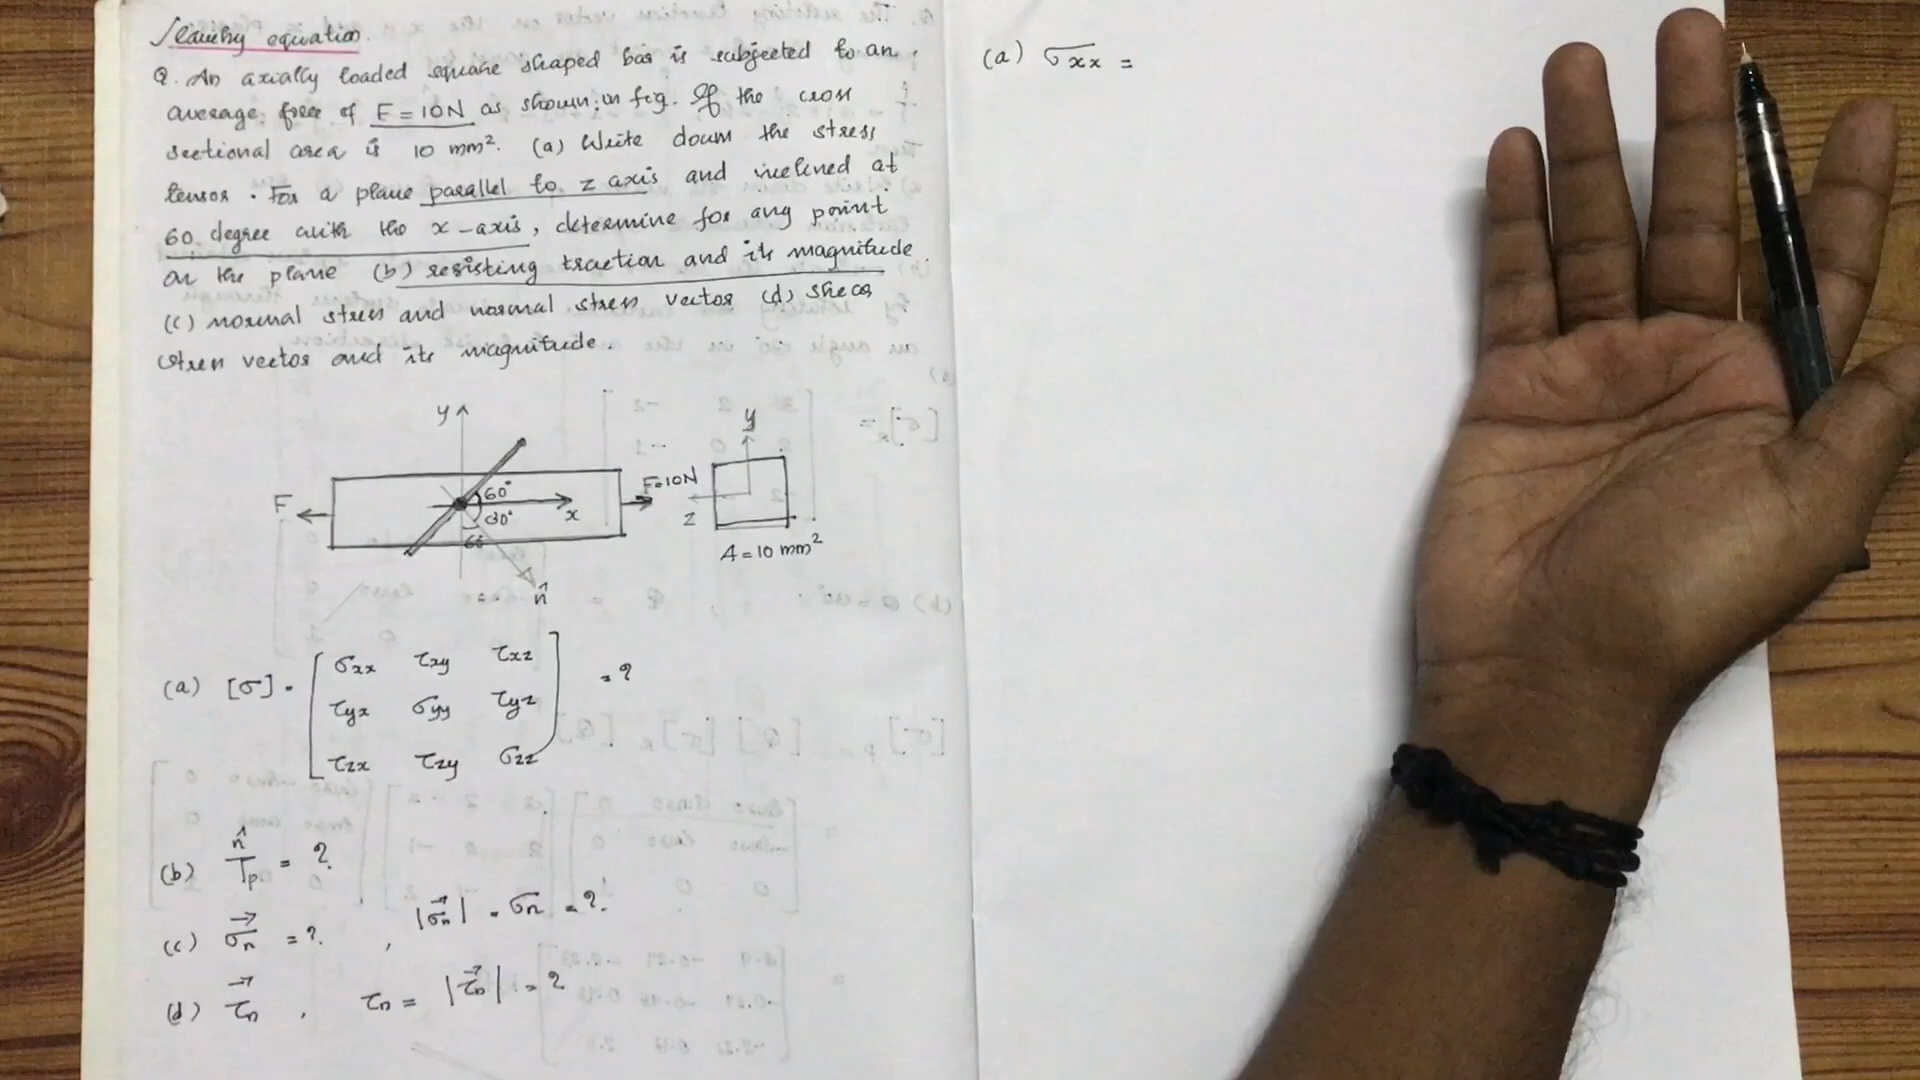 Cauchy equation.
Q. An axially loaded square shaped bar is subjected to an
average force of F = 10N as shown in fig. If the cross
sectional area is 10 mm². (a) Write down the stress
tensor. For a plane parallel to z axis and inclined at
60 degree with the x-axis, determine for any point
on the plane (b) resisting traction and its magnitude.
(c) normal stress and normal stress vector (d) shear
stress vector and its magnitude.
y
F
60°
30°
60
x
n̂
F=10N
y
z
A = 10 mm²
(a) [σ] = [ σxx τxy τxz
τyx σyy τyz
τzx τzy σzz ] = ?
(b) n̂ Tp = ?
(c) σn⃗ = ?, |σn⃗| = σn = ?
(d) τn⃗, τn = |τn⃗| = ?
(a) σxx =